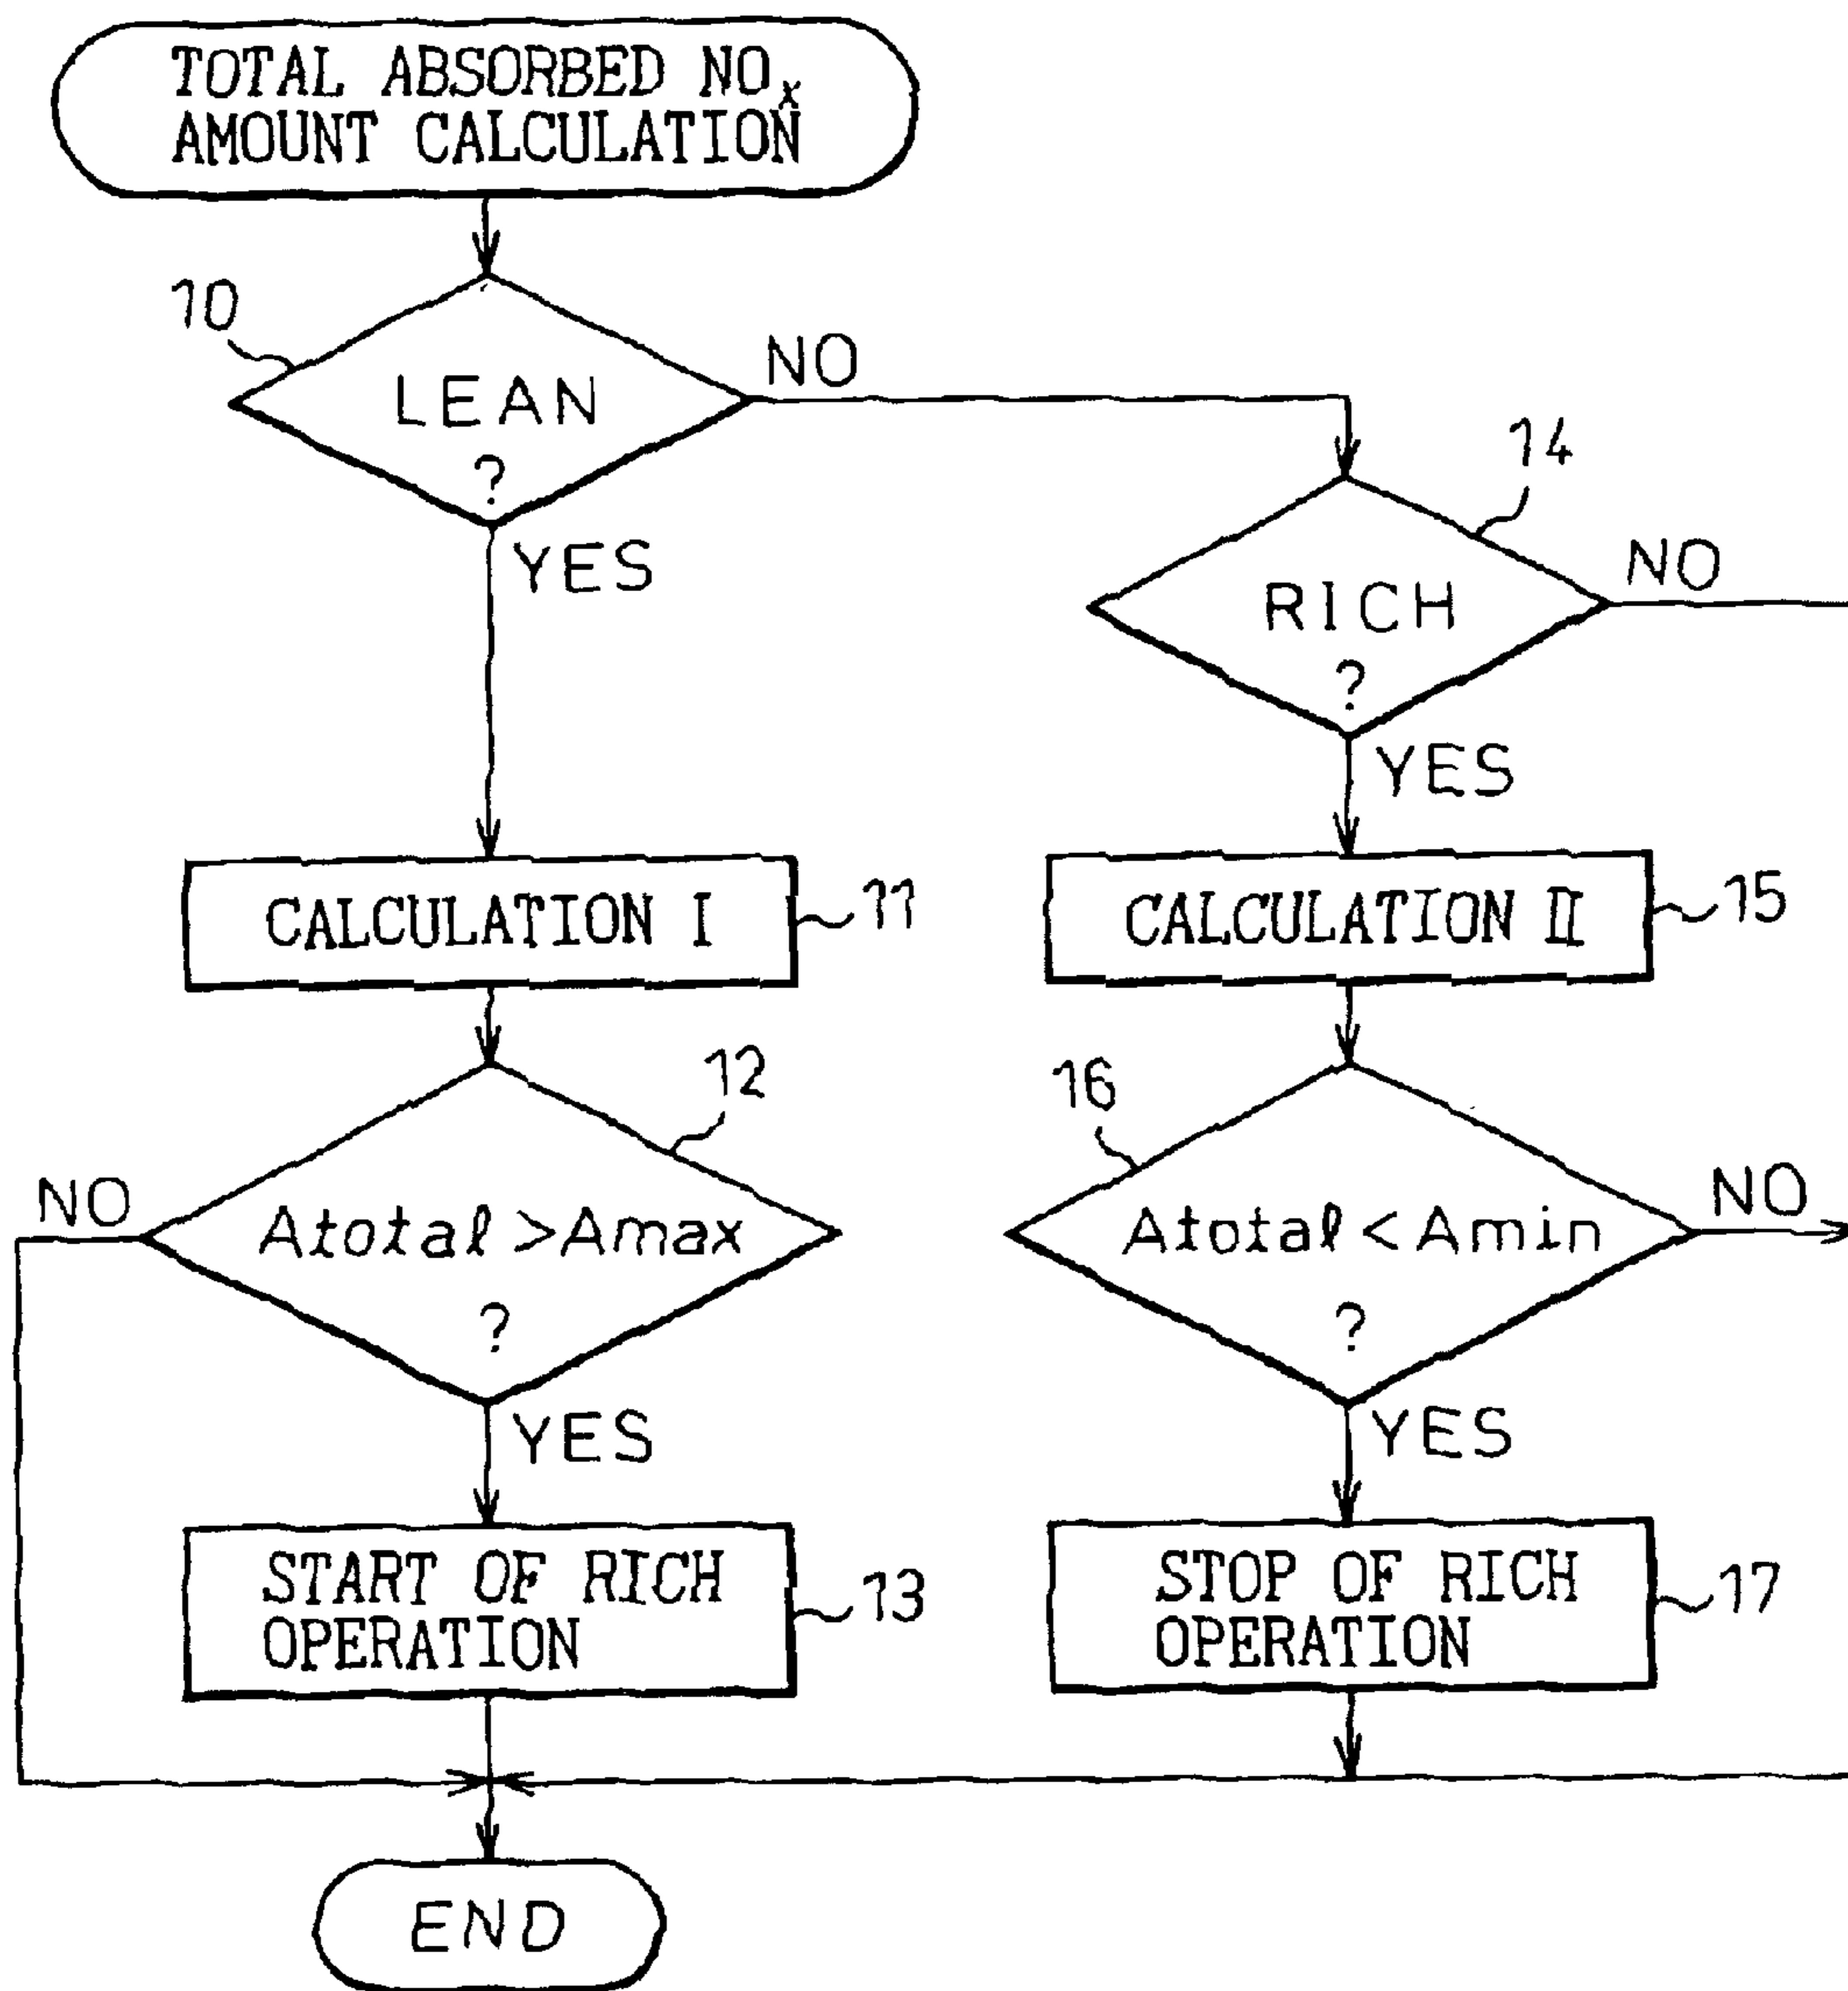 TOTAL ABSORBED NOx
AMOUNT CALCULATION
10
LEAN
?
NO
YES
14
RICH
?
NO
YES
CALCULATION I
11
CALCULATION II
15
12
Atotal > Amax
?
NO
YES
16
Atotal < Amin
?
NO
YES
START OF RICH
OPERATION
13
STOP OF RICH
OPERATION
17
END